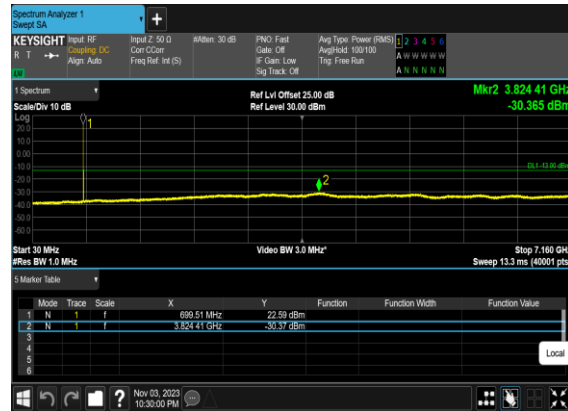 Spectrum Analyzer 1
Swept SA
+
KEYSIGHT Input: RF Input Z: 50 Ω #Atten: 30 dB PNO: Fast Avg Type: Power (RMS) 1 2 3 4 5 6
R T Coupling: DC Corr CCorr Gate: Off Avg|Hold: 100/100 A W W W W W
Align: Auto Freq Ref: Int (S) IF Gain: Low Trig: Free Run
Sig Track: Off A N N N N N
1 Spectrum Ref Lvl Offset 25.00 dB Mkr2 3.824 41 GHz
Scale/Div 10 dB Ref Level 30.00 dBm -30.365 dBm
Log
1
20.0
10.0
0.00
-10.0
DL1 -13.00 dBm
-20.0
2
-30.0
-40.0
-50.0
-60.0
Start 30 MHz Video BW 3.0 MHz* Stop 7.160 GHz
#Res BW 1.0 MHz Sweep 13.3 ms (40001 pts)
5 Marker Table
Mode Trace Scale X Y Function Function Width Function Value
1 N 1 f 699.51 MHz 22.59 dBm
2 N 1 f 3.824 41 GHz -30.37 dBm
3
4
5
6
Local
? Nov 03, 2023
10:30:00 PM